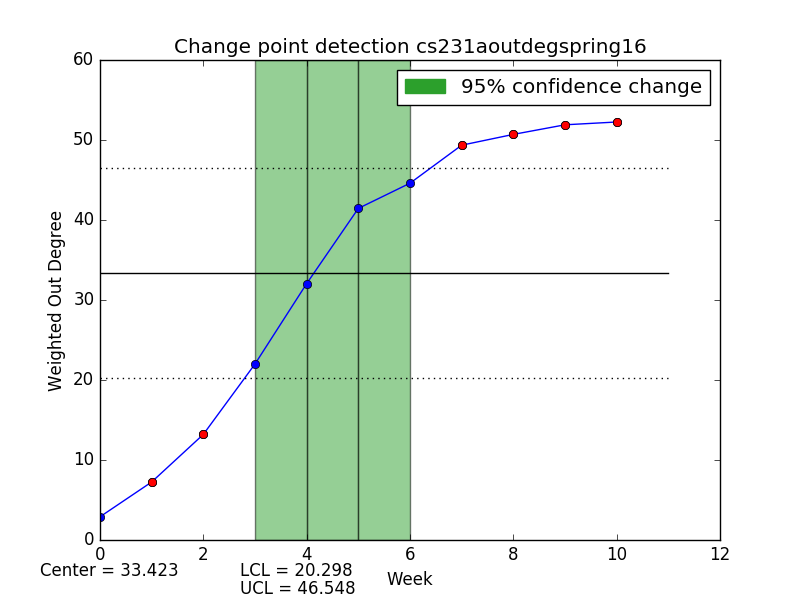 Change point detection cs231aoutdegspring16
95% confidence change
Weighted Out Degree
60
50
40
30
20
10
0
0 2 4 6 8 10 12
Week
Center = 33.423
LCL = 20.298
UCL = 46.548